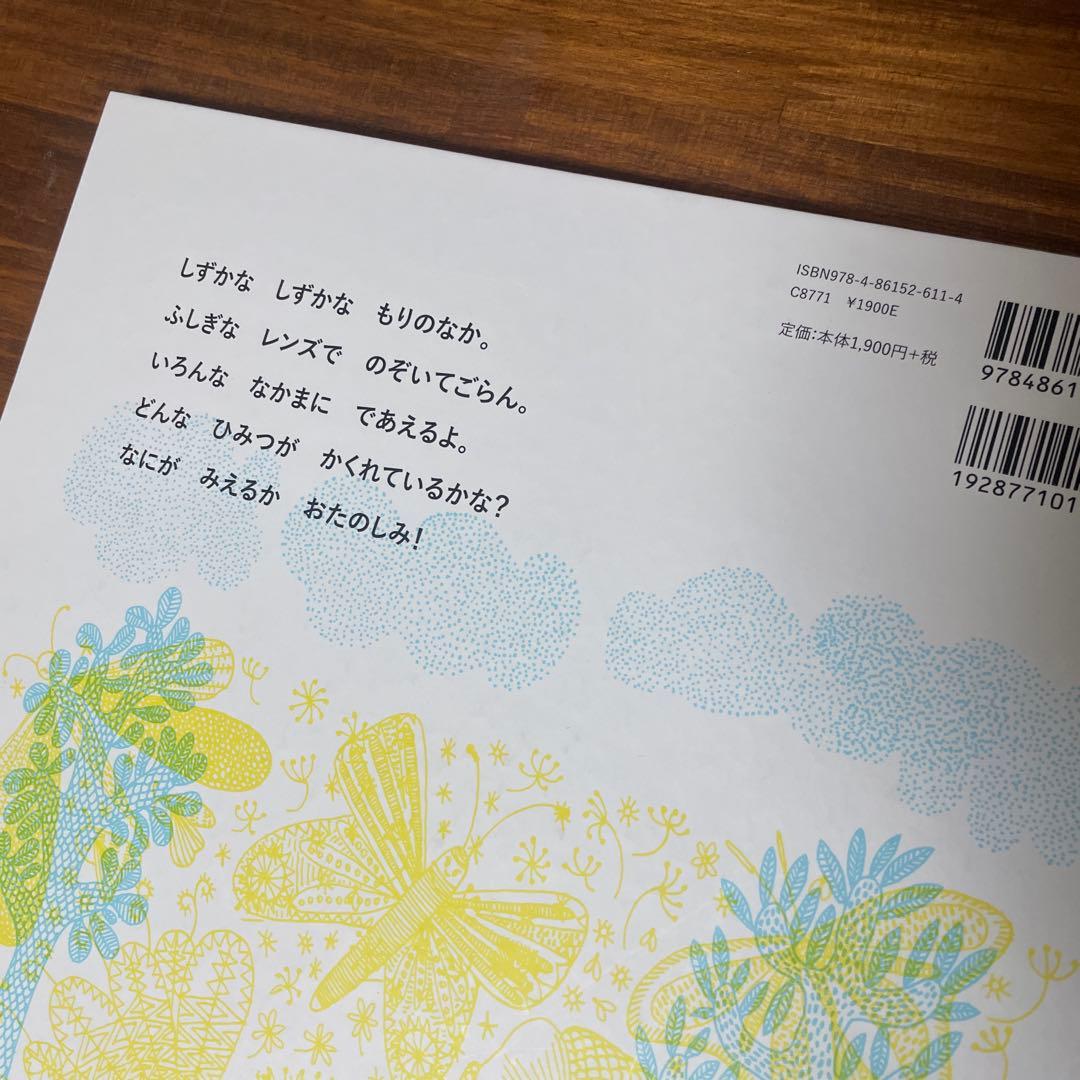 しずかな　しずかな　もりのなか。
ふしぎな　レンズで　のぞいてごらん。
いろんな　なかまに　であえるよ。
どんな　ひみつが　かくれているかな？
なにが　みえるか　おたのしみ！
ISBN978-4-86152-611-4
C8771　¥1900E
定価：本体1,900円＋税
9784861
192877101